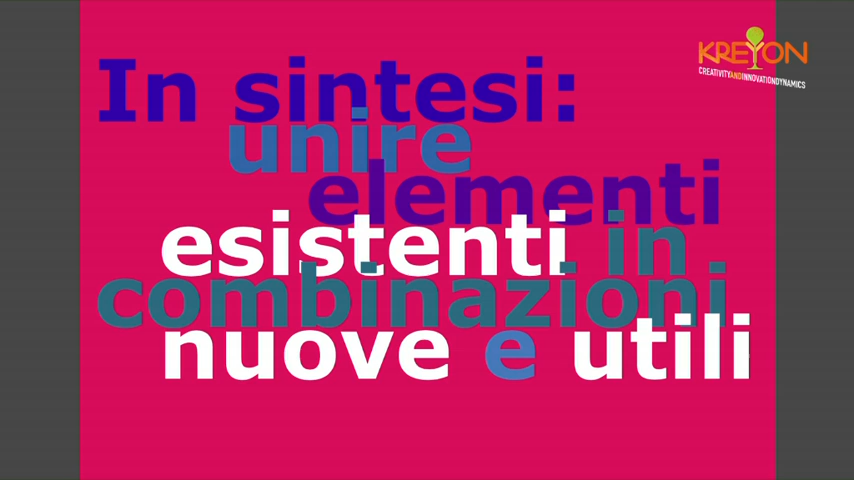 KREYON
CREATIVITYANDINNOVATIONDYNAMICS
In sintesi:
unire
elementi
esistenti in
combinazioni
nuove e utili